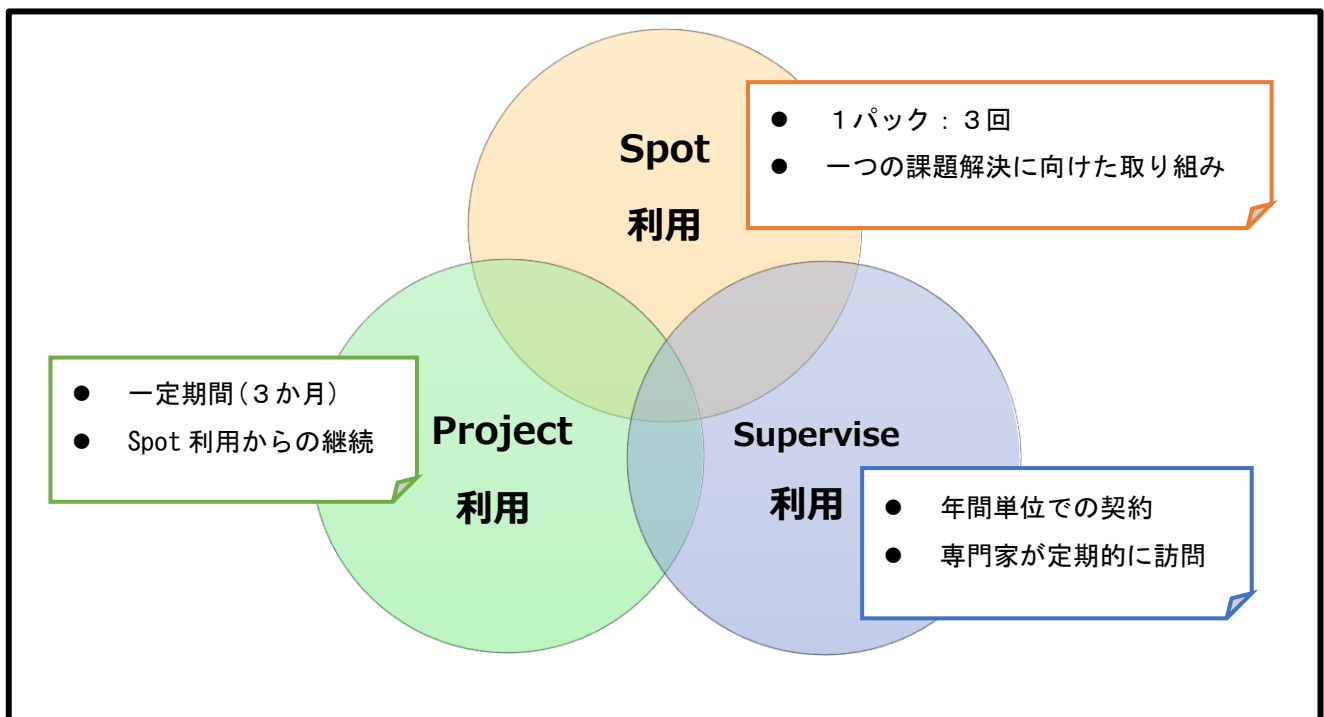 Spot
利用
● １パック：３回
● 一つの課題解決に向けた取り組み
● 一定期間(３か月)
● Spot 利用からの継続
Project
利用
Supervise
利用
● 年間単位での契約
● 専門家が定期的に訪問